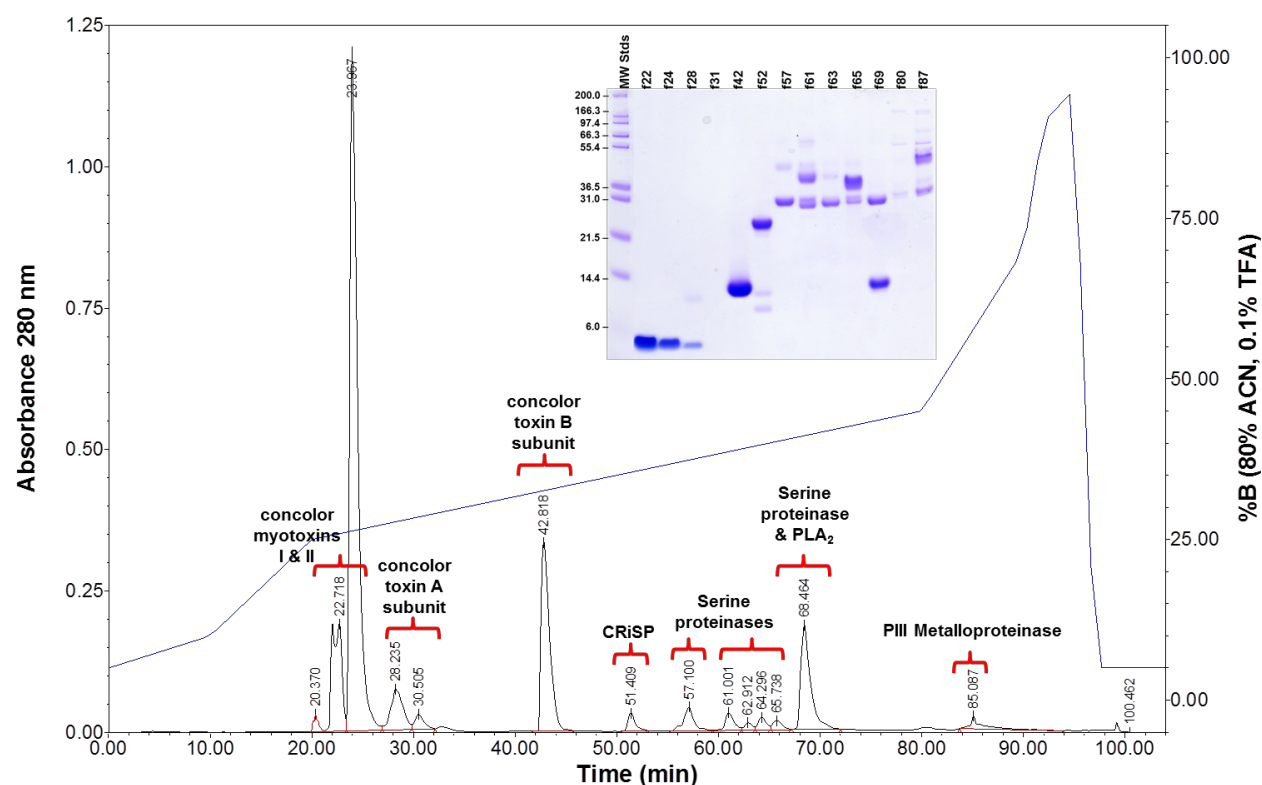 Absorbance 280 nm
1.25
1.00
0.75
0.50
0.25
0.00
0.00
10.00
20.00
30.00
40.00
50.00
60.00
70.00
80.00
90.00
100.00
Time (min)
%B (80% ACN, 0.1% TFA)
100.00
75.00
50.00
25.00
0.00
MW Stds
f22
f24
f28
f31
f42
f52
f57
f61
f63
f65
f69
f80
f87
200.0
166.3
97.4
66.3
55.4
36.5
31.0
21.5
14.4
6.0
concolor
myotoxins
I & II
concolor
toxin A
subunit
concolor
toxin B
subunit
CRiSP
Serine
proteinases
Serine
proteinase
& PLA₂
PIII Metalloproteinase
20.370
22.718
23.967
28.235
30.505
42.818
51.409
57.100
61.001
62.912
64.296
65.738
68.464
85.087
100.462